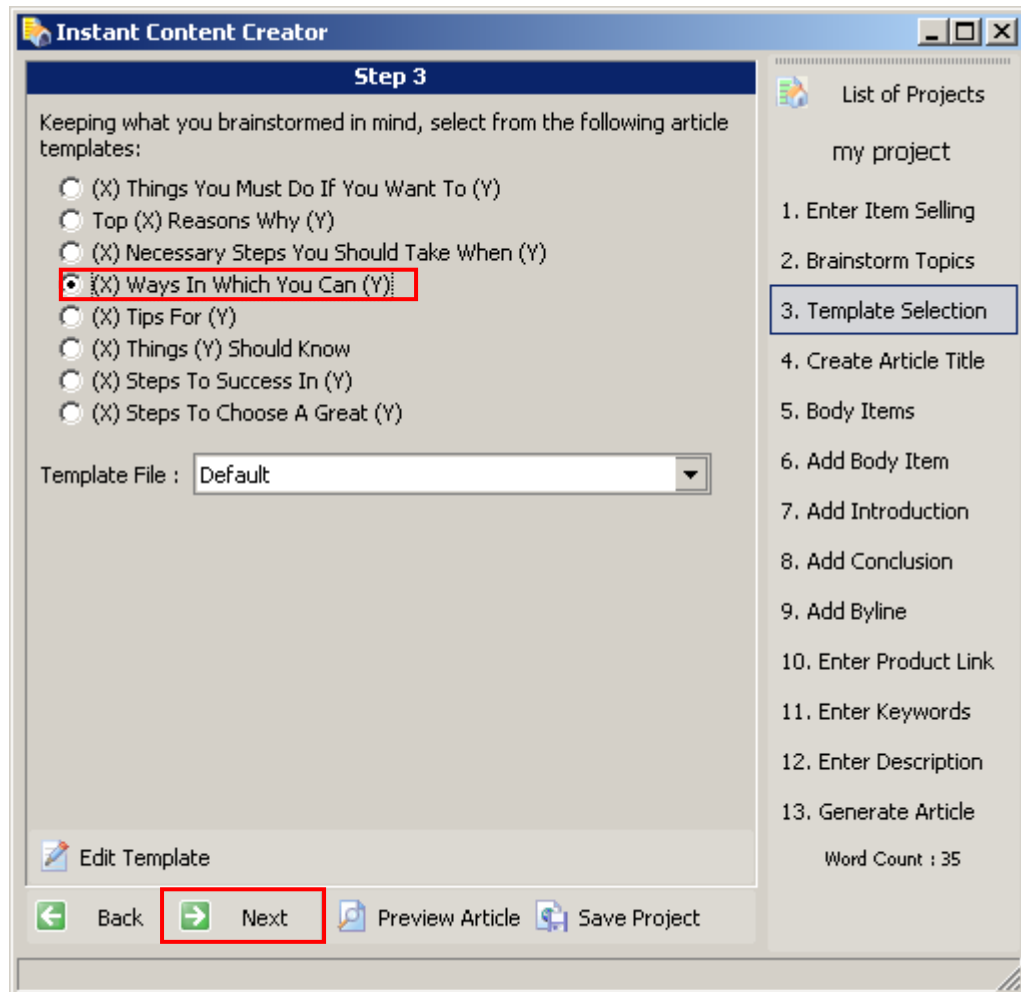 Instant Content Creator
Step 3
Keeping what you brainstormed in mind, select from the following article
templates:
(X) Things You Must Do If You Want To (Y)
Top (X) Reasons Why (Y)
(X) Necessary Steps You Should Take When (Y)
(X) Ways In Which You Can (Y)
(X) Tips For (Y)
(X) Things (Y) Should Know
(X) Steps To Success In (Y)
(X) Steps To Choose A Great (Y)
Template File : Default
Edit Template
Back Next Preview Article Save Project
List of Projects
my project
1. Enter Item Selling
2. Brainstorm Topics
3. Template Selection
4. Create Article Title
5. Body Items
6. Add Body Item
7. Add Introduction
8. Add Conclusion
9. Add Byline
10. Enter Product Link
11. Enter Keywords
12. Enter Description
13. Generate Article
Word Count : 35